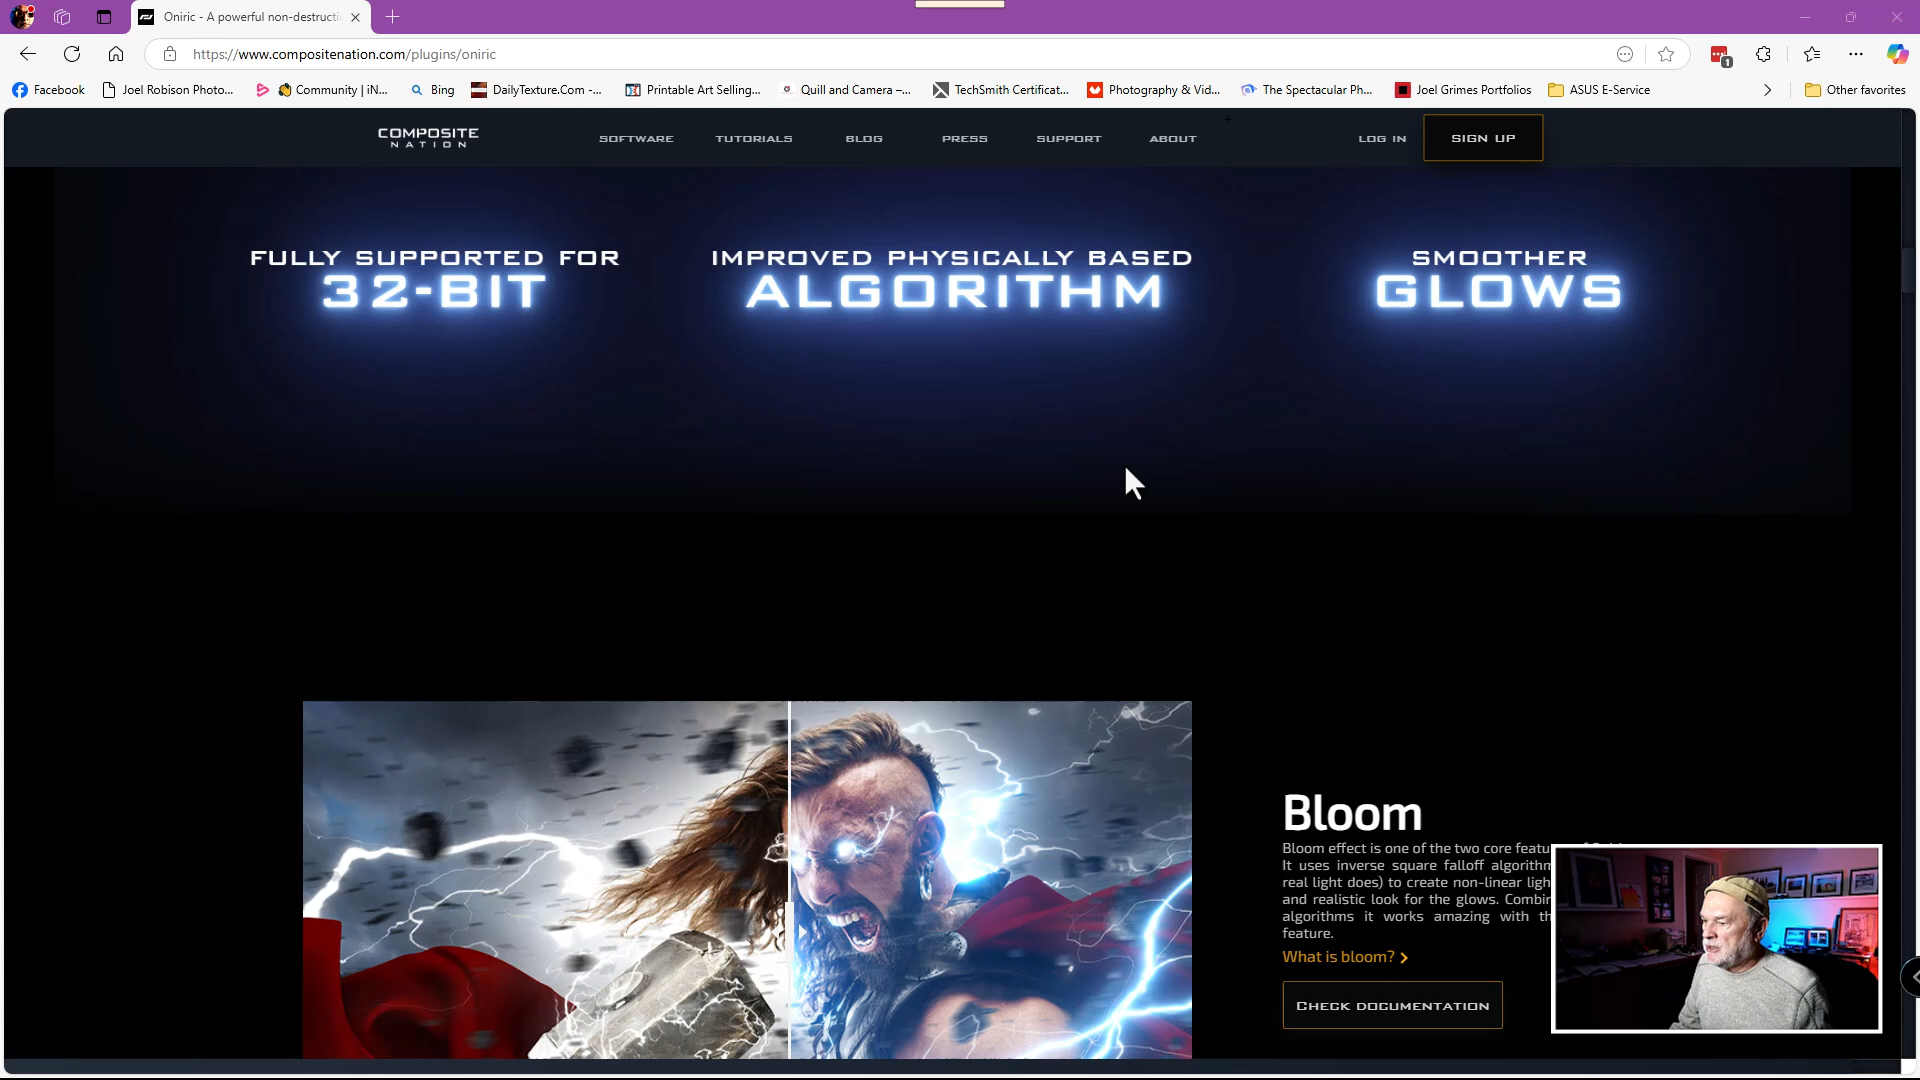 Oniric - A powerful non-destructi
https://www.compositenation.com/plugins/oniric
1
Facebook
Joel Robison Photo...
Community | iN...
Bing
DailyTexture.Com -...
Printable Art Selling...
Quill and Camera –...
TechSmith Certificat...
Photography & Vid...
The Spectacular Ph...
Joel Grimes Portfolios
ASUS E-Service
Other favorites
COMPOSITE
NATION
SOFTWARE
TUTORIALS
BLOG
PRESS
SUPPORT
ABOUT
LOG IN
SIGN UP
FULLY SUPPORTED FOR
32-BIT
IMPROVED PHYSICALLY BASED
ALGORITHM
SMOOTHER
GLOWS
Bloom
Bloom effect is one of the two core featu
It uses inverse square falloff algorithm
real light does) to create non-linear ligh
and realistic look for the glows. Combin
algorithms it works amazing with th
feature.
What is bloom?
CHECK DOCUMENTATION